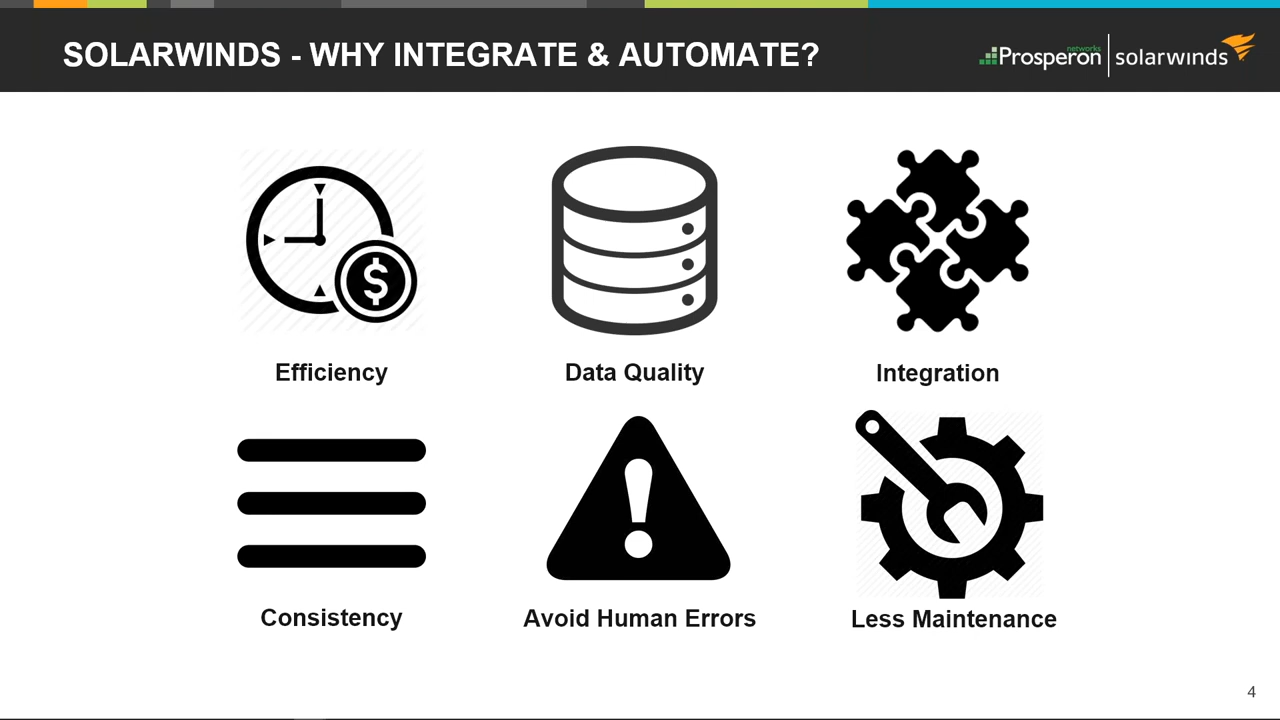 SOLARWINDS - WHY INTEGRATE & AUTOMATE?
networks
Prosperon
solarwinds
$
Efficiency
Data Quality
Integration
Consistency
Avoid Human Errors
Less Maintenance
4